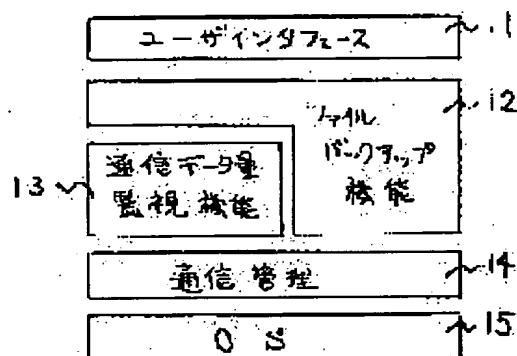 ユーザインタフェース
11
ファイル
バックアップ
機能
12
通信データ量
監視機能
13
通信管理
14
OS
15